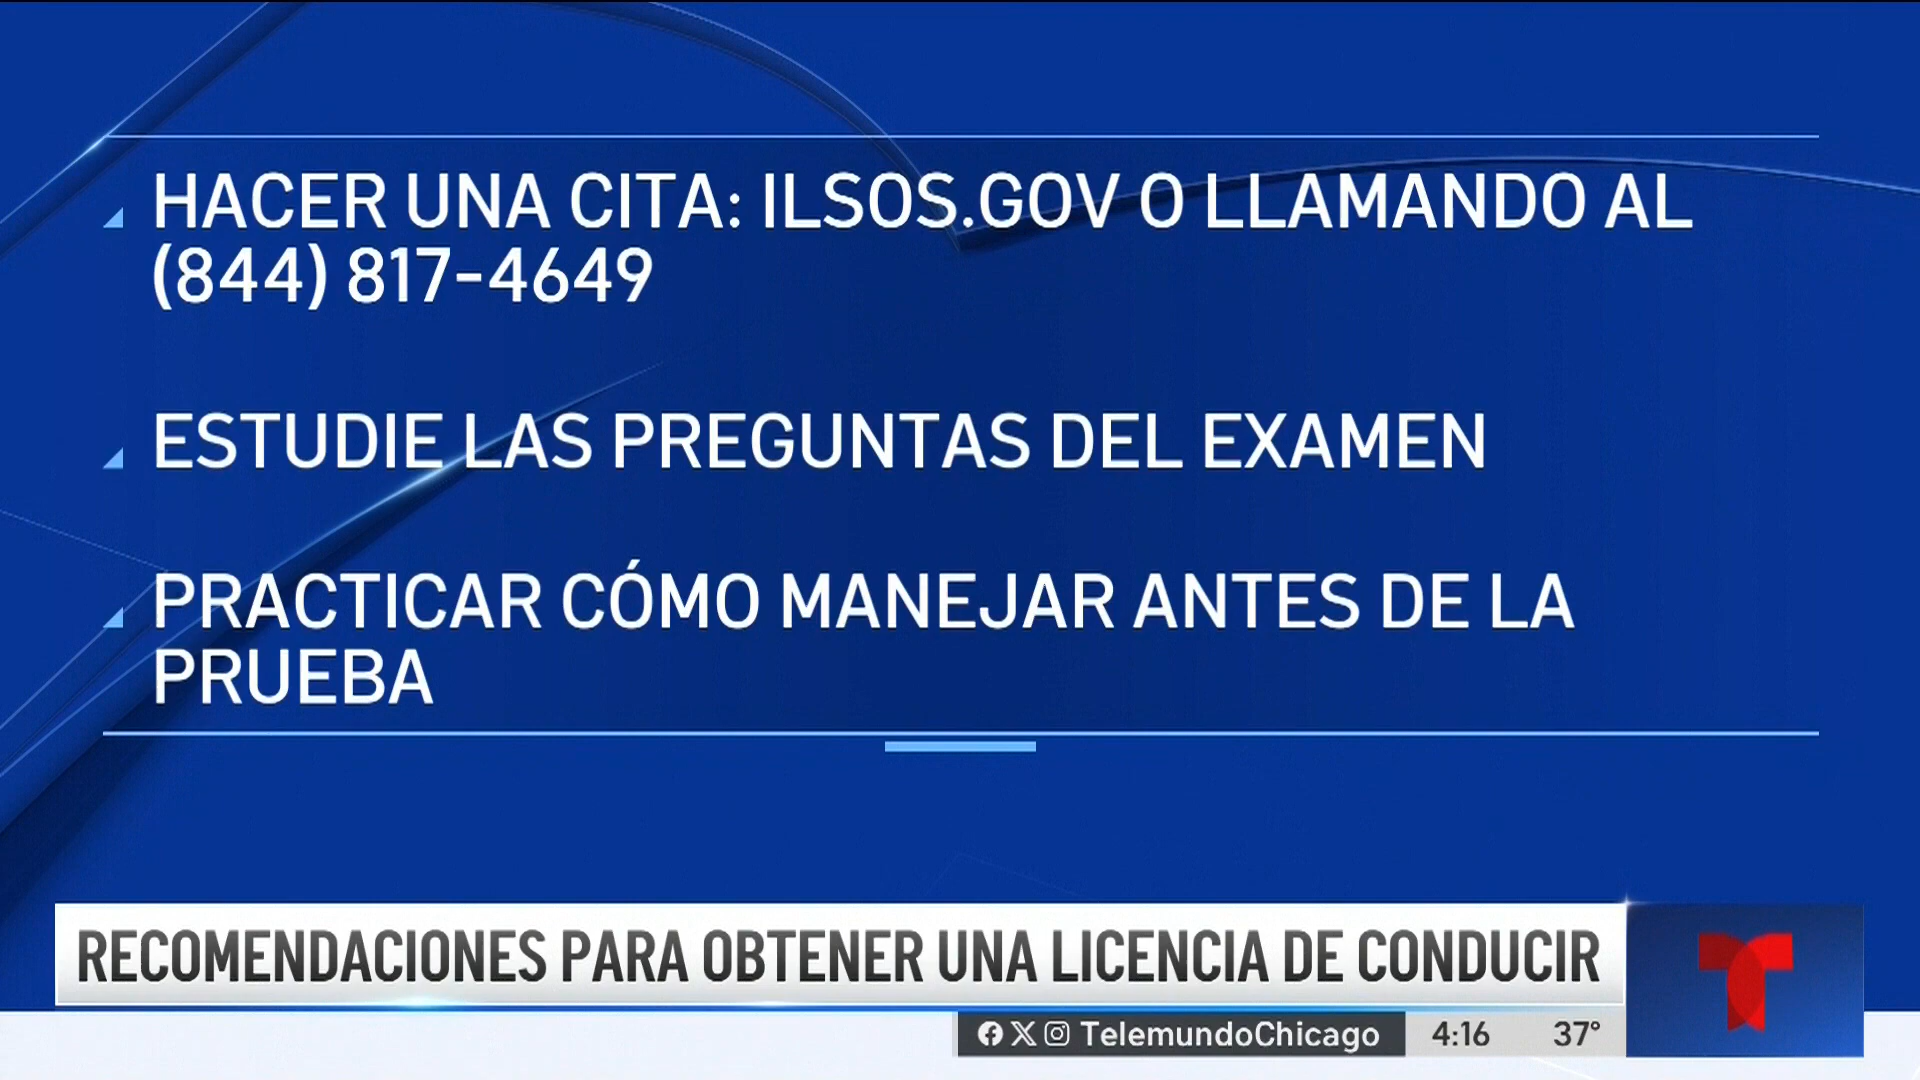 HACER UNA CITA: ILSOS.GOV O LLAMANDO AL
(844) 817-4649
ESTUDIE LAS PREGUNTAS DEL EXAMEN
PRACTICAR CÓMO MANEJAR ANTES DE LA
PRUEBA
RECOMENDACIONES PARA OBTENER UNA LICENCIA DE CONDUCIR
TelemundoChicago 4:16 37°